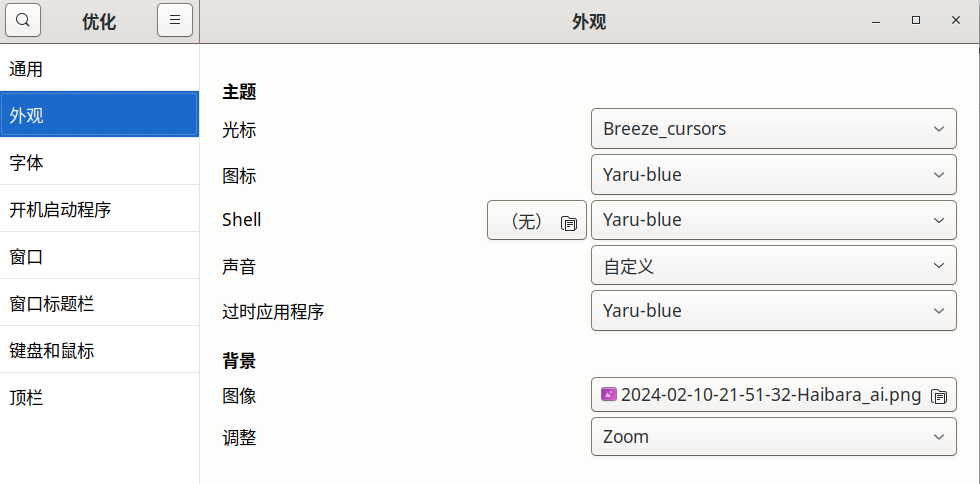 优化
外观
通用
外观
字体
开机启动程序
窗口
窗口标题栏
键盘和鼠标
顶栏
主题
光标 Breeze_cursors
图标 Yaru-blue
Shell （无） Yaru-blue
声音 自定义
过时应用程序 Yaru-blue
背景
图像 2024-02-10-21-51-32-Haibara_ai.png
调整 Zoom